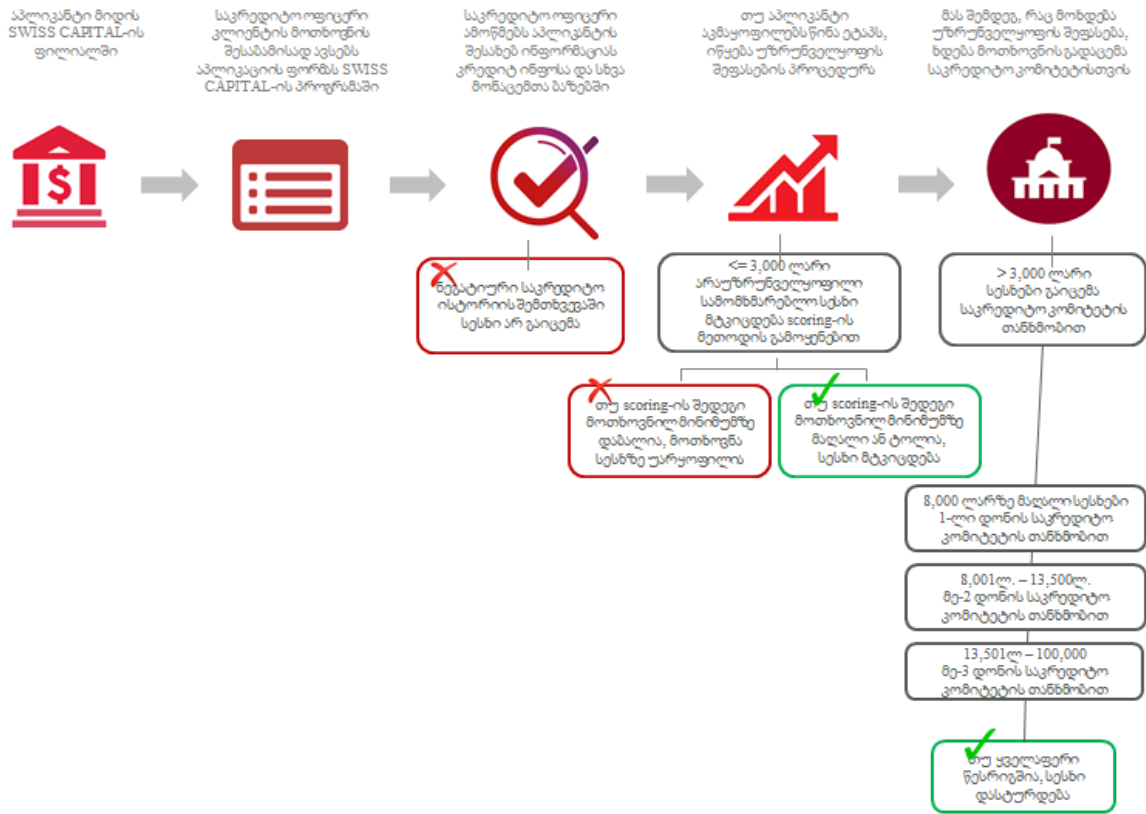 აპლიკანტი მიდის
SWISS CAPITAL-ის
ფილიალში
საკრედიტო ოფიცერი
კლიენტის მოთხოვნის
შესაბამისად ავსებს
აპლიკაციის ფორმას SWISS
CAPITAL-ის პროგრამაში
საკრედიტო ოფიცერი
ამოწმებს აპლიკანტის
შესახებ ინფორმაციას
კრედიტ ინფოსა და სხვა
მონაცემთა ბაზებში
თუ აპლიკანტი
აკმაყოფილებს წინა ეტაპს,
იწყება უზრუნველყოფის
შეფასების პროცედურა
მას შემდეგ, რაც მოხდება
უზრუნველყოფის შეფასება,
ხდება მოთხოვნის გადაცემა
საკრედიტო კომიტეტისთვის
$
ნეგატიური საკრედიტო
ისტორიის შემთხვევაში
სესხი არ გაიცემა
<= 3,000 ლარი
არაუზრუნველყოფილი
სამომხმარებლო სესხი
მტკიცდება scoring-ის
მეთოდის გამოყენებით
> 3,000 ლარი
სესხები გაიცემა
საკრედიტო კომიტეტის
თანხმობით
თუ scoring-ის შედეგი
მოთხოვნილ მინიმუმზე
დაბალია, მოთხოვნა
სესხზე უარყოფილია
თუ scoring-ის შედეგი
მოთხოვნილ მინიმუმზე
მაღალი ან ტოლია,
სესხი მტკიცდება
8,000 ლარზე მაღალი სესხები
1-ლი დონის საკრედიტო
კომიტეტის თანხმობით
8,001ლ. – 13,500ლ.
მე-2 დონის საკრედიტო
კომიტეტის თანხმობით
13,501ლ – 100,000
მე-3 დონის საკრედიტო
კომიტეტის თანხმობით
თუ ყველაფერი
წესრიგშია, სესხი
დასტურდება